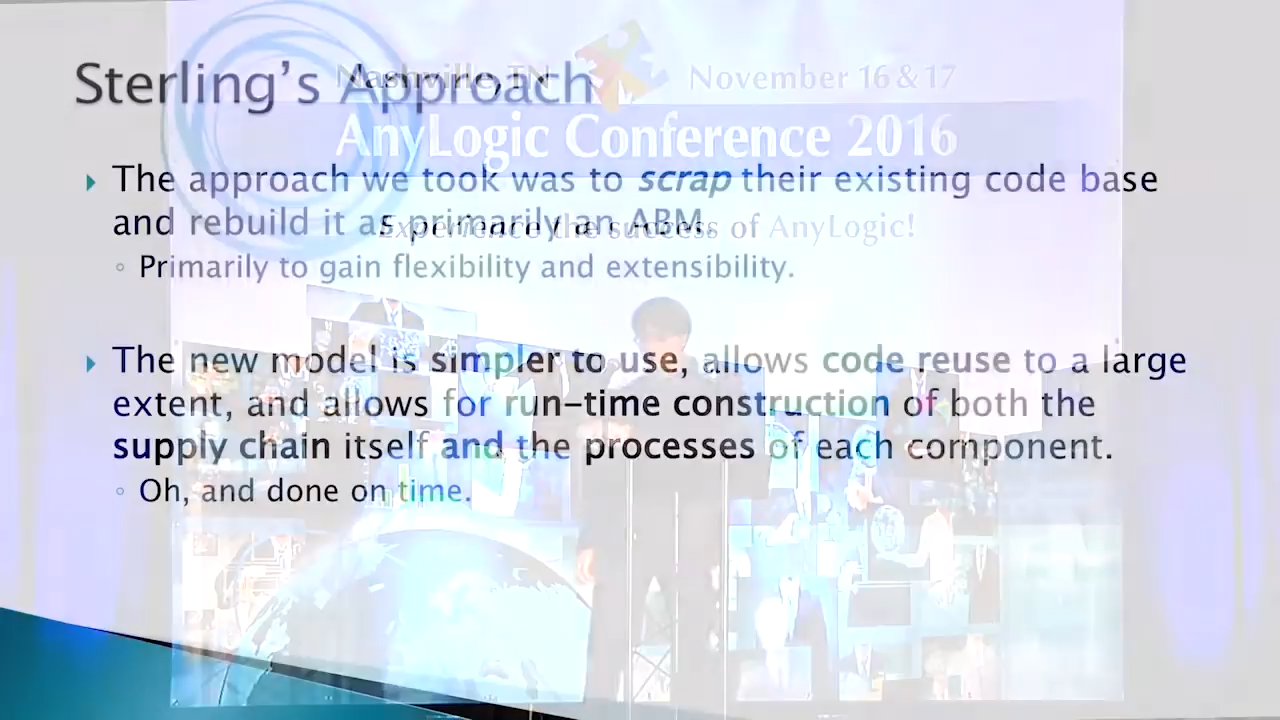 Sterling's Approach
Nashville, TN
November 16 & 17
AnyLogic Conference 2016
Experience the success of AnyLogic!
▸ The approach we took was to scrap their existing code base
and rebuild it as primarily an ABM.
◦ Primarily to gain flexibility and extensibility.
▸ The new model is simpler to use, allows code reuse to a large
extent, and allows for run-time construction of both the
supply chain itself and the processes of each component.
◦ Oh, and done on time.